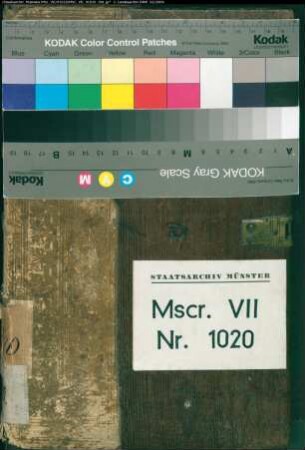 KODAK Color Control Patches
Kodak
Blue Cyan Green Yellow Red Magenta White 3/Color Black
A 1 2 3 4 5 6 M 8 9 10 11 12 13 14 15 B 17 18 19
KODAK Gray Scale
C Y M
Kodak
STAATSARCHIV MÜNSTER
Mscr. VII
Nr. 1020